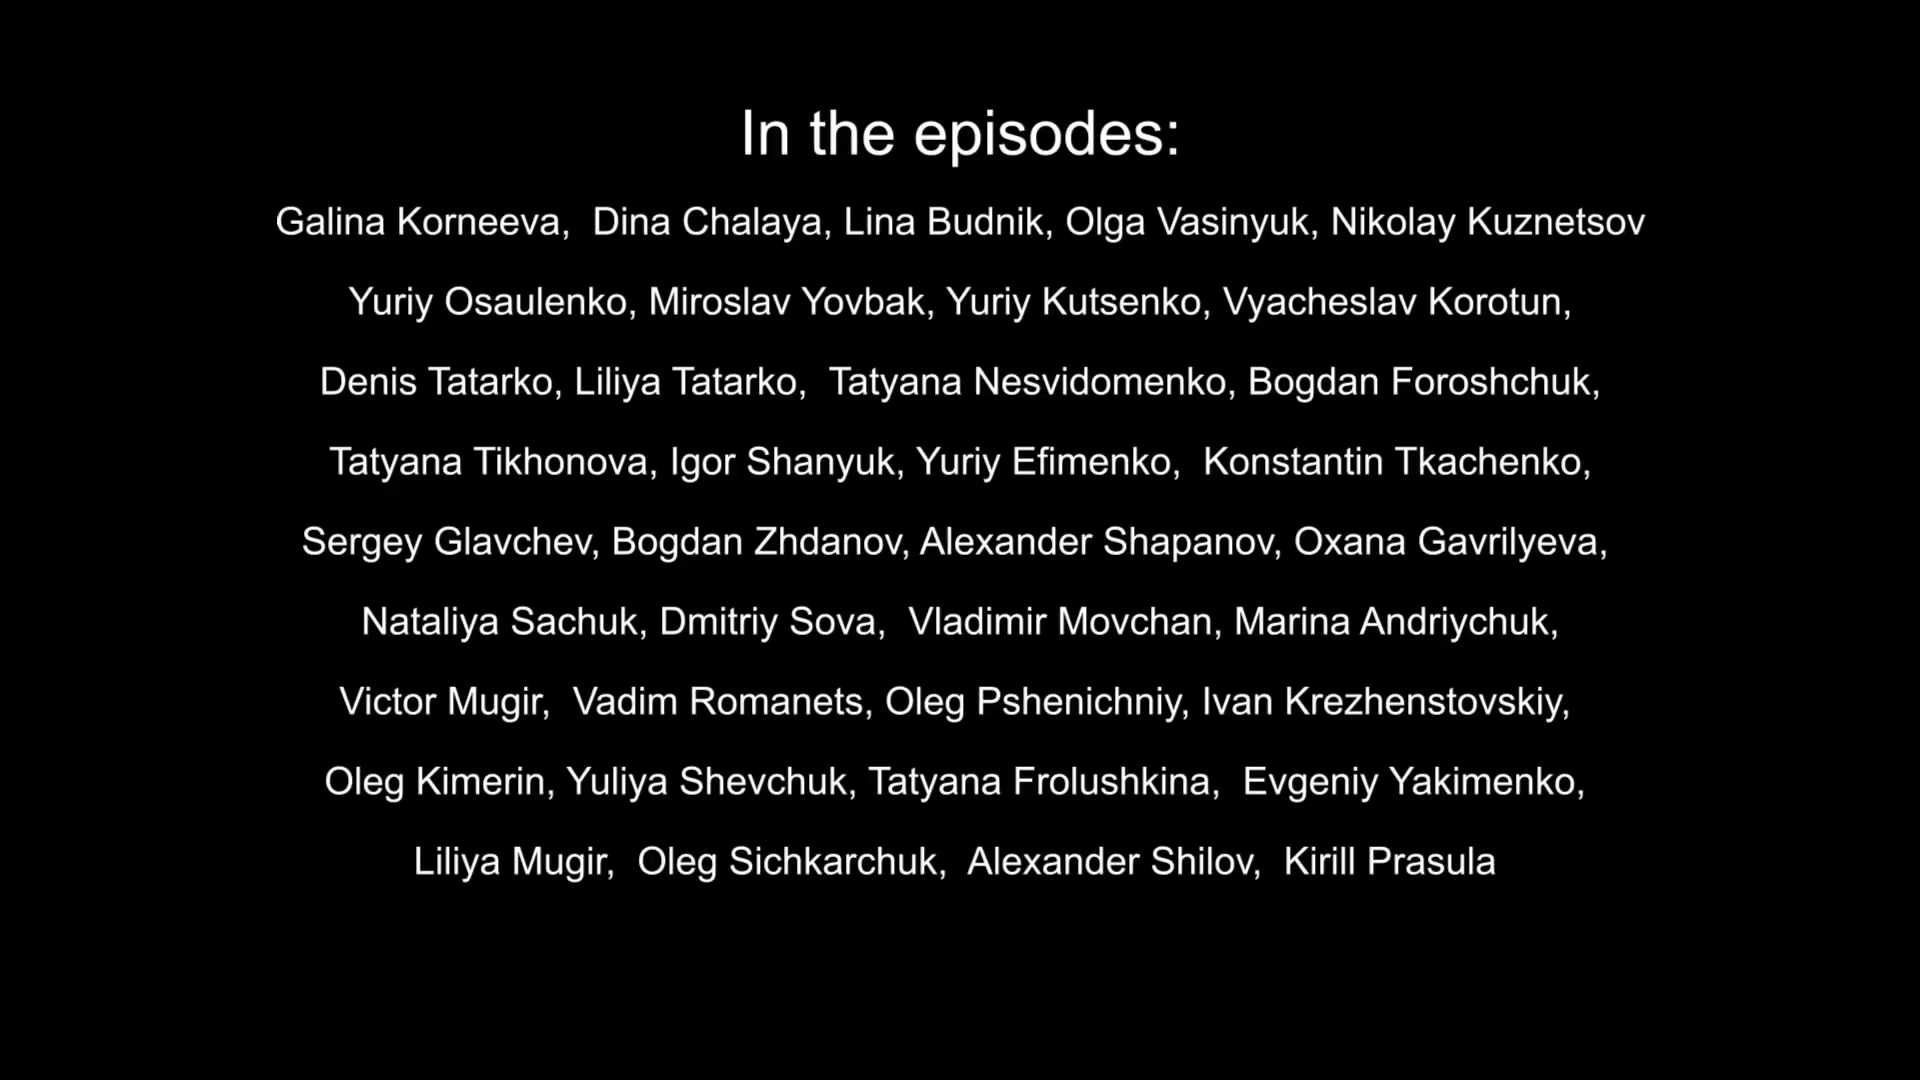 In the episodes:
Galina Korneeva,  Dina Chalaya, Lina Budnik, Olga Vasinyuk, Nikolay Kuznetsov
Yuriy Osaulenko, Miroslav Yovbak, Yuriy Kutsenko, Vyacheslav Korotun,
Denis Tatarko, Liliya Tatarko,  Tatyana Nesvidomenko, Bogdan Foroshchuk,
Tatyana Tikhonova, Igor Shanyuk, Yuriy Efimenko,  Konstantin Tkachenko,
Sergey Glavchev, Bogdan Zhdanov, Alexander Shapanov, Oxana Gavrilyeva,
Nataliya Sachuk, Dmitriy Sova,  Vladimir Movchan, Marina Andriychuk,
Victor Mugir,  Vadim Romanets, Oleg Pshenichniy, Ivan Krezhenstovskiy,
Oleg Kimerin, Yuliya Shevchuk, Tatyana Frolushkina,  Evgeniy Yakimenko,
Liliya Mugir,  Oleg Sichkarchuk,  Alexander Shilov,  Kirill Prasula